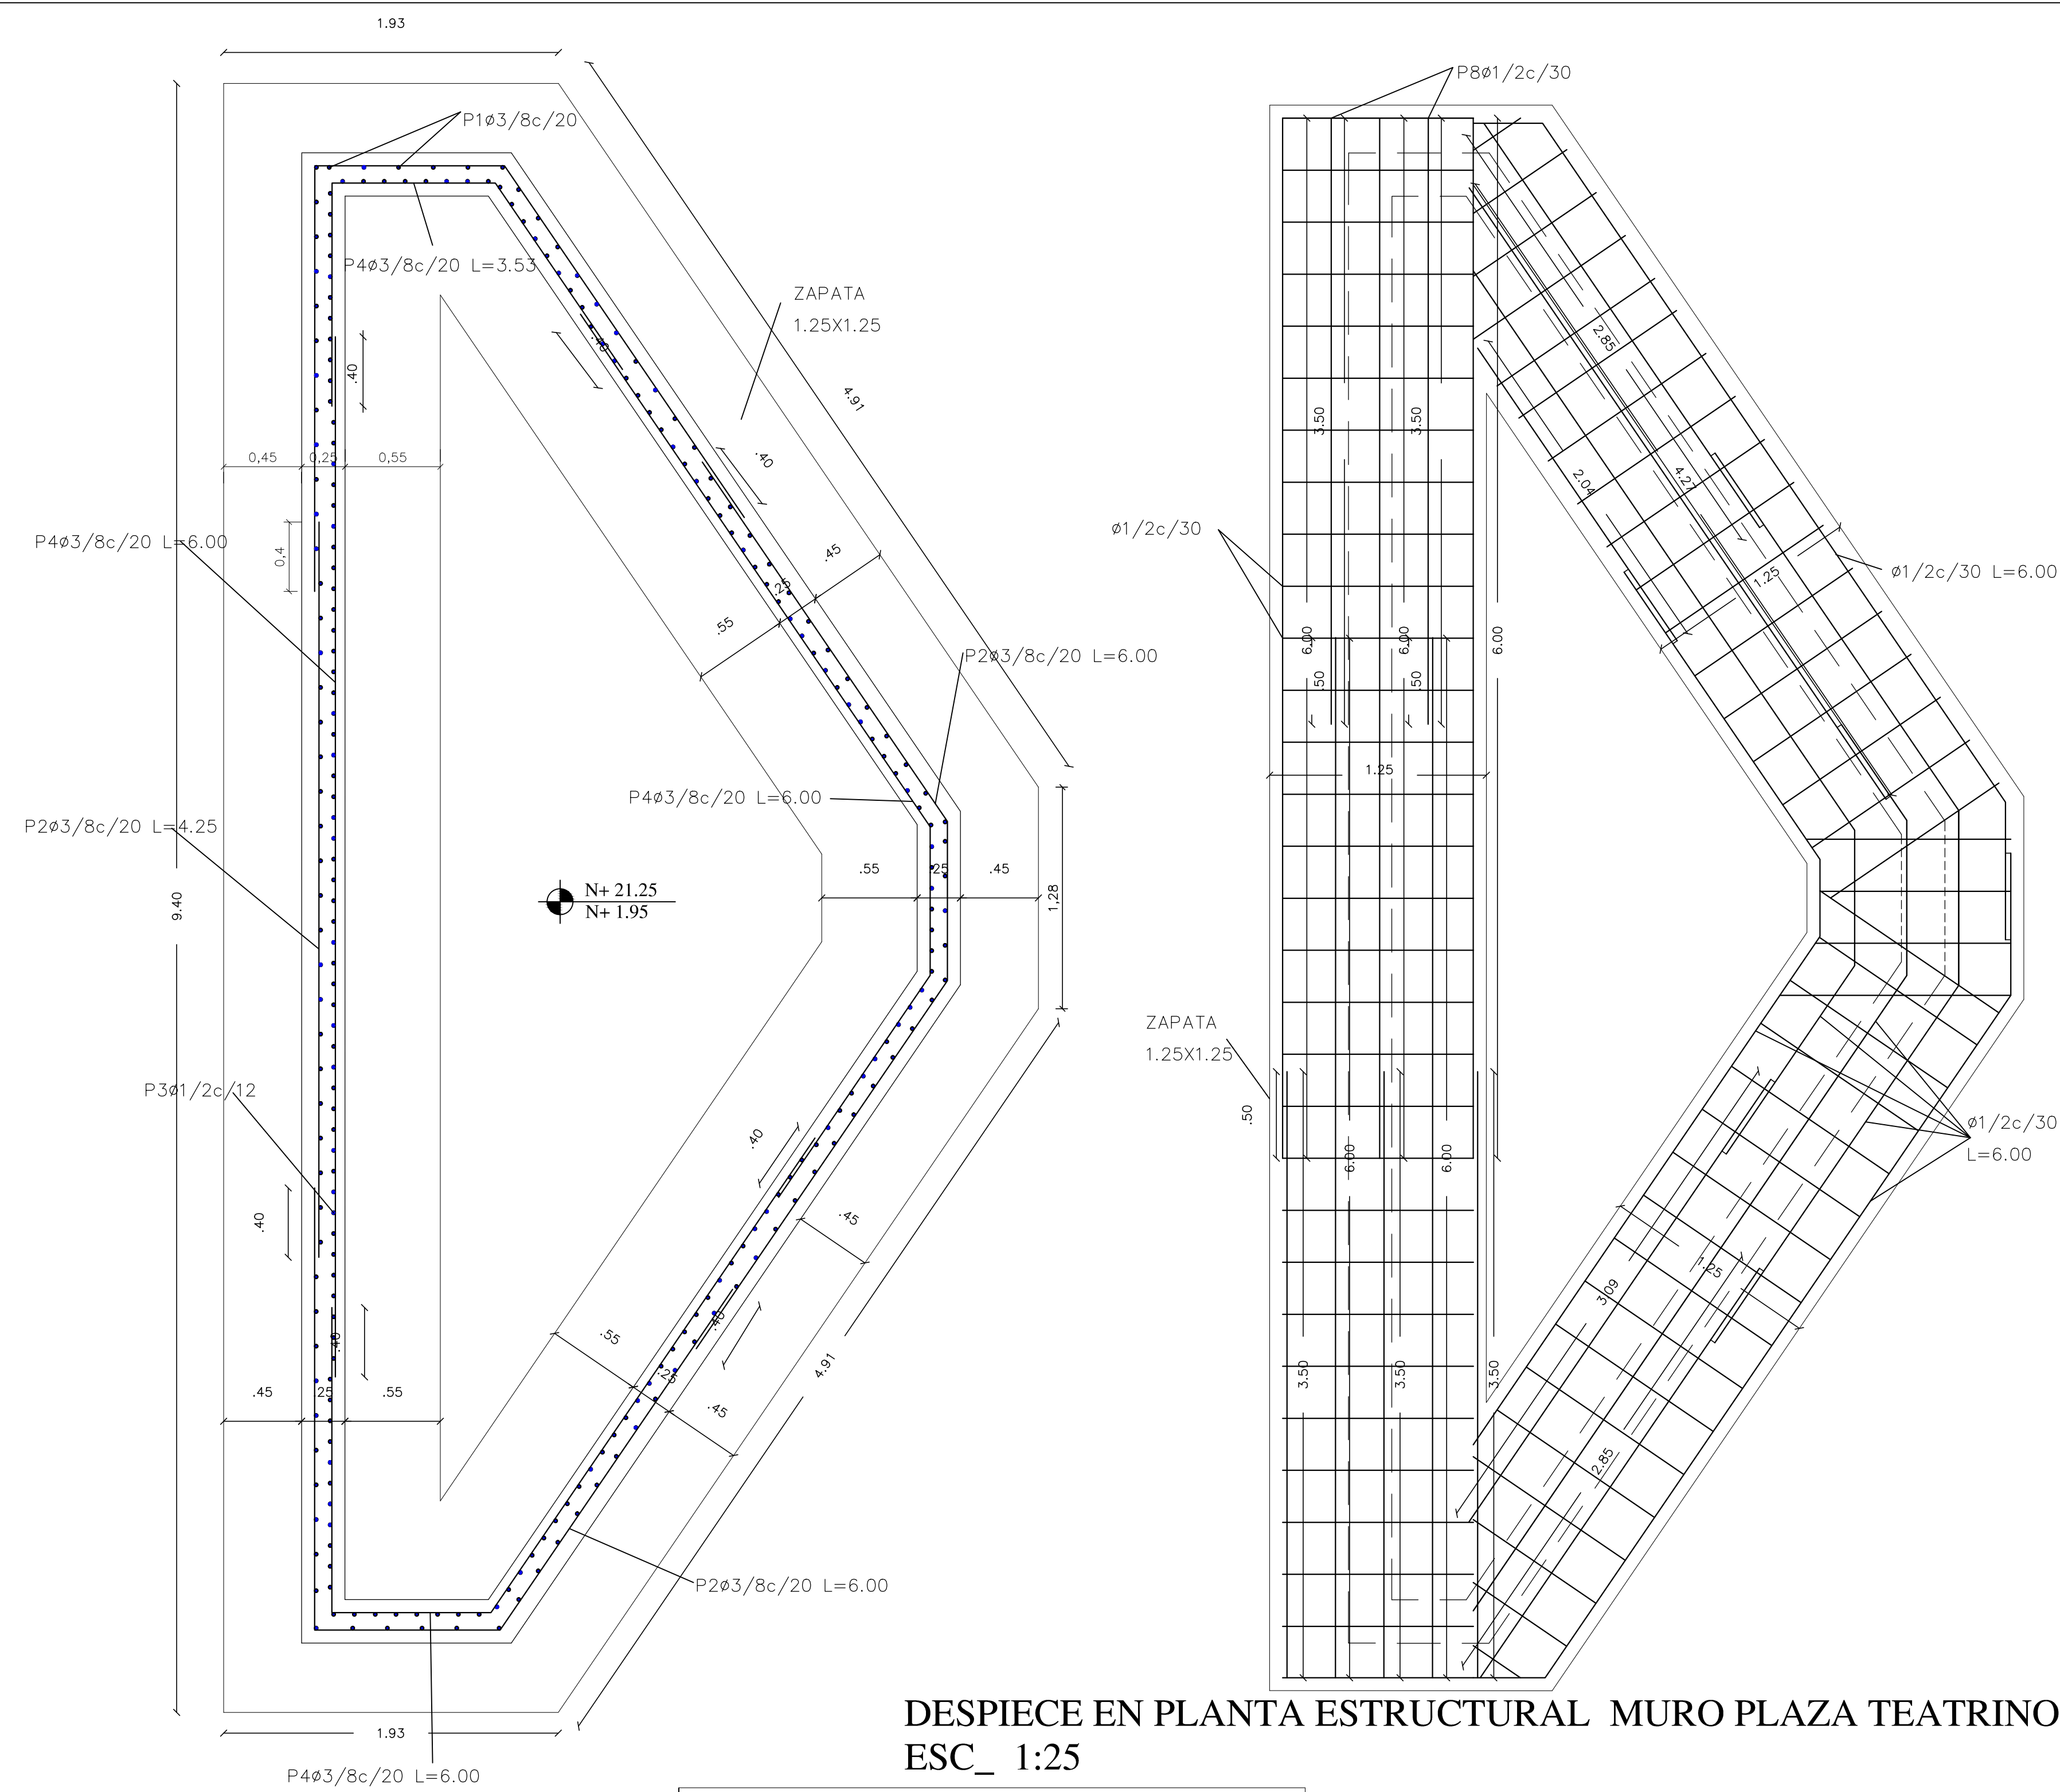 1.93
P1ø3/8c/20
P4ø3/8c/20 L=3.53
ZAPATA
1.25X1.25
.40
.40
4.91
.40
0,45
0,25
0,55
P4ø3/8c/20 L=6.00
0,4
.45
.25
.55
P2ø3/8c/20 L=6.00
P4ø3/8c/20 L=6.00
P2ø3/8c/20 L=4.25
.55
.25
.45
1,28
9.40
N+ 21.25
N+ 1.95
P3ø1/2c/12
.40
.40
.45
.40
.40
.55
.25
.45
4.91
.45
.25
.55
P2ø3/8c/20 L=6.00
1.93
P4ø3/8c/20 L=6.00
P8ø1/2c/30
2.85
3.50
3.50
2.04
4.27
ø1/2c/30
1.25
ø1/2c/30 L=6.00
6.00
6.00
6.00
.50
.50
1.25
ZAPATA
1.25X1.25
.50
6.00
6.00
ø1/2c/30
L=6.00
1.25
3.09
3.50
3.50
3.50
2.85
DESPIECE EN PLANTA ESTRUCTURAL MURO PLAZA TEATRINO
ESC_ 1:25